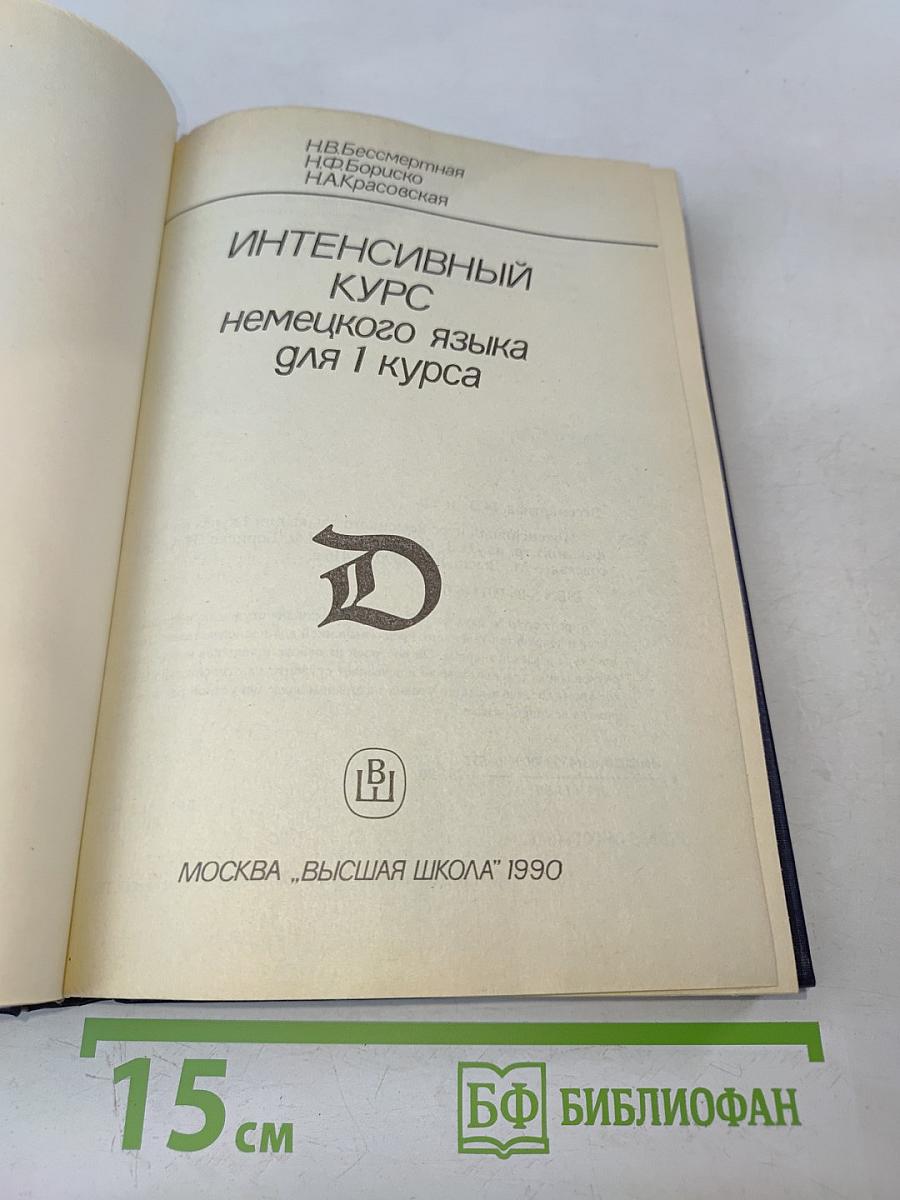 Н.В.Бессмертная
Н.Ф.Бориско
Н.А.Красовская
ИНТЕНСИВНЫЙ
КУРС
немецкого языка
для 1 курса
D
ВШ
МОСКВА „ВЫСШАЯ ШКОЛА" 1990
15 см
БФ БИБЛИОФАН